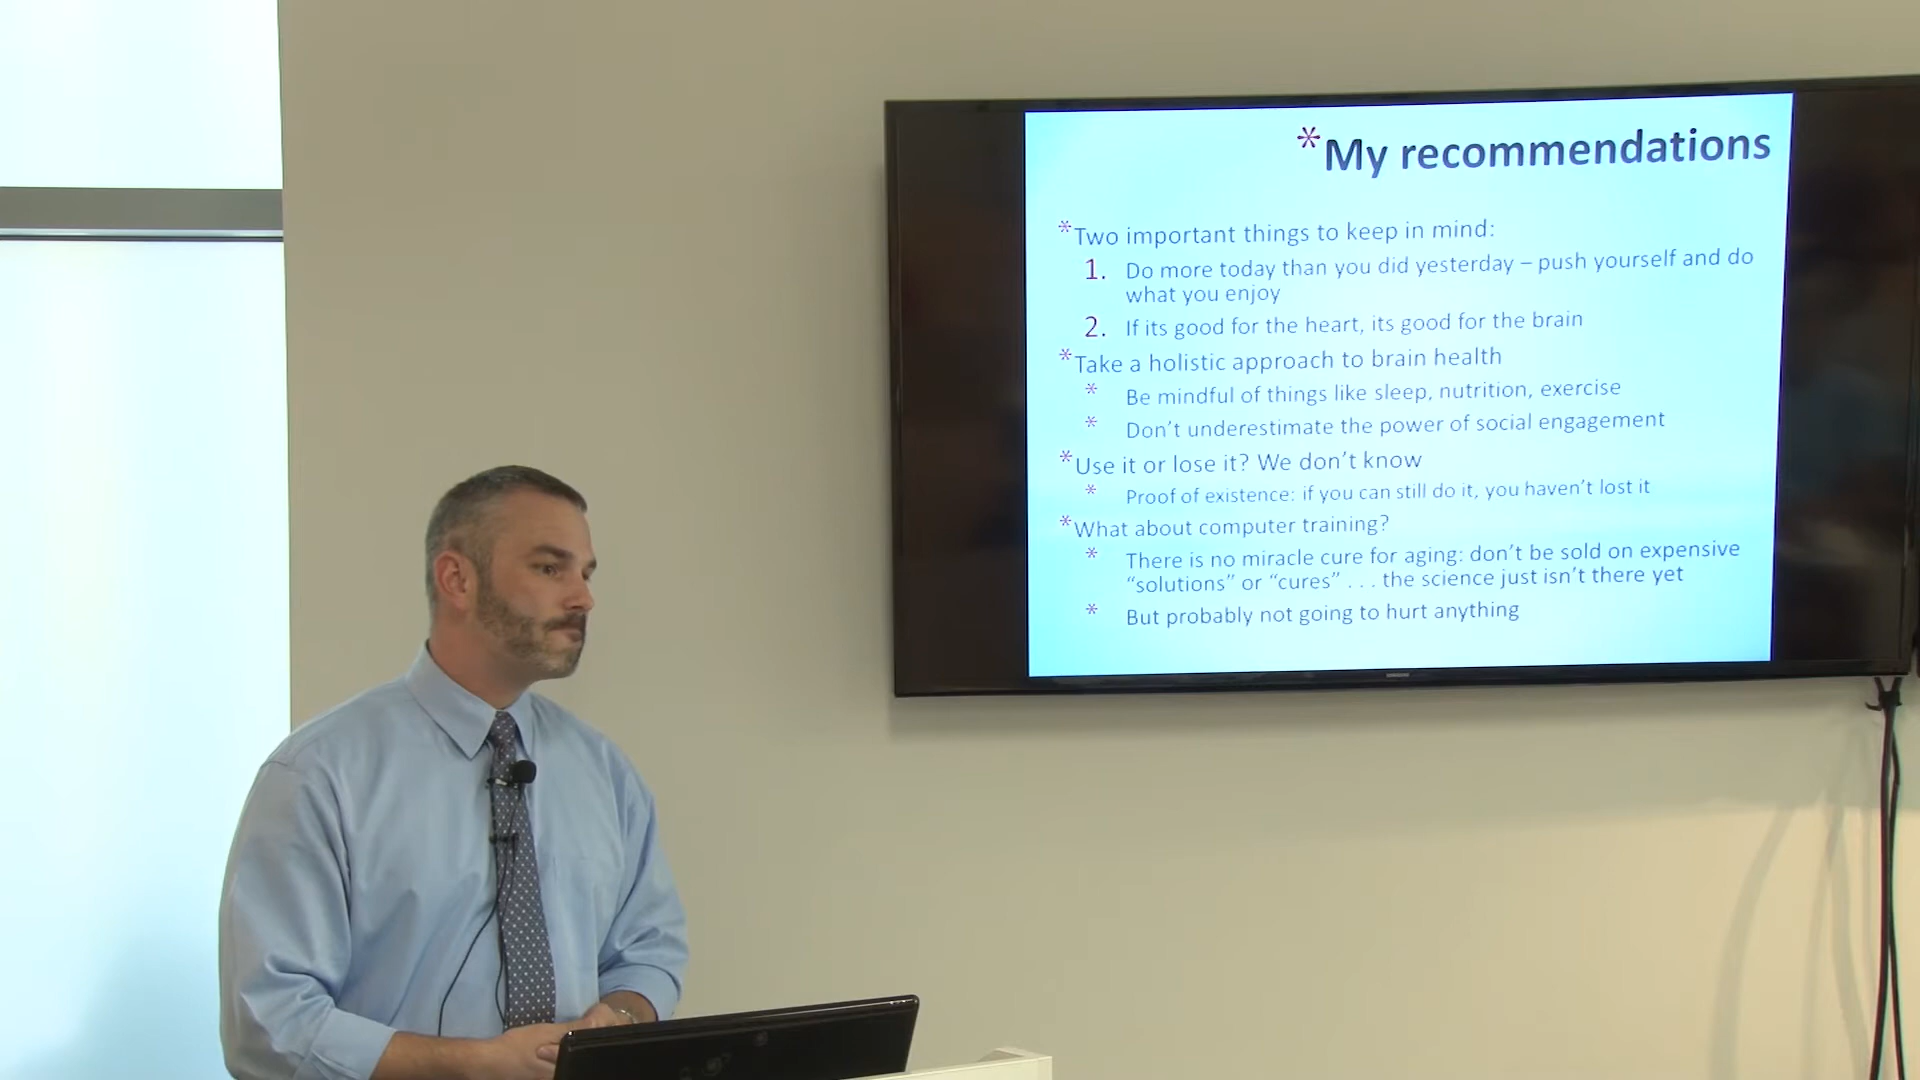 *My recommendations
*Two important things to keep in mind:
1. Do more today than you did yesterday – push yourself and do
what you enjoy
2. If its good for the heart, its good for the brain
*Take a holistic approach to brain health
* Be mindful of things like sleep, nutrition, exercise
* Don't underestimate the power of social engagement
*Use it or lose it? We don't know
* Proof of existence: if you can still do it, you haven't lost it
*What about computer training?
* There is no miracle cure for aging: don't be sold on expensive
“solutions” or “cures” . . . the science just isn't there yet
* But probably not going to hurt anything